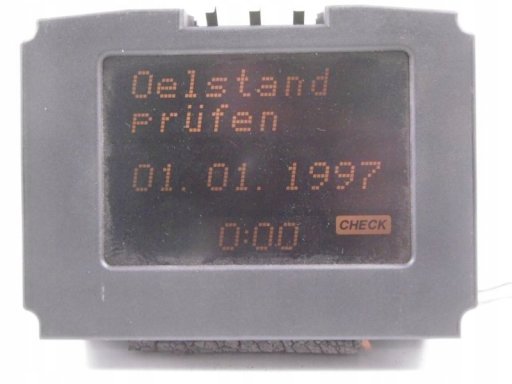 Oelstand
prüfen
01. 01. 1997
0:00
CHECK